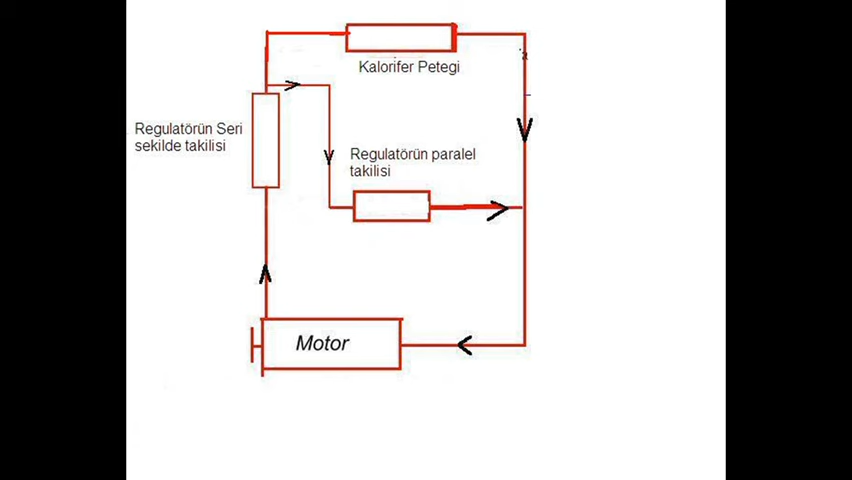 Kalorifer Petegi
Regulatörün Seri
sekilde takilisi
Regulatörün paralel
takilisi
Motor